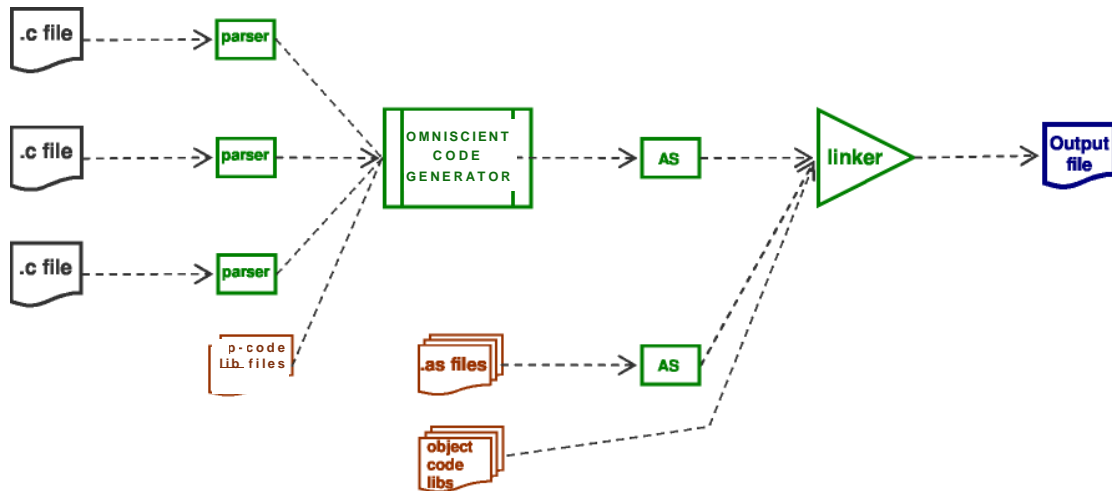 .c file
parser
.c file
parser
OMNISCIENT
CODE
GENERATOR
AS
linker
Output
file
.c file
parser
p-code
lib files
.as files
AS
object
code
libs